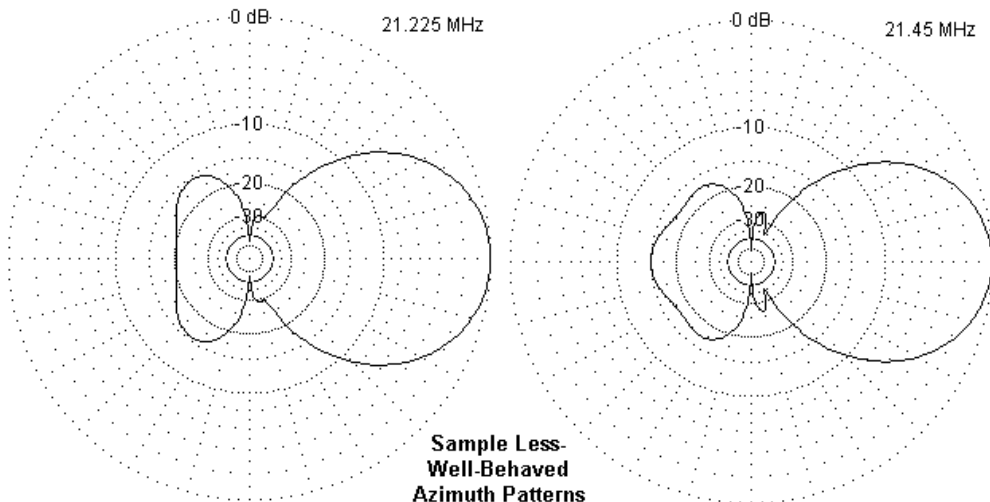 0 dB
21.225 MHz
-10
-20
-30
0 dB
21.45 MHz
-10
-20
-30
Sample Less-
Well-Behaved
Azimuth Patterns